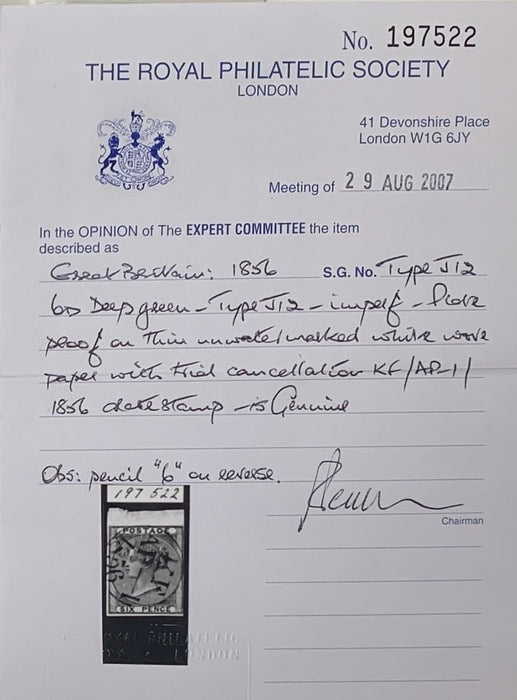 No. 197522
THE ROYAL PHILATELIC SOCIETY
LONDON
41 Devonshire Place
London W1G 6JY
Meeting of 29 AUG 2007
In the OPINION of The EXPERT COMMITTEE the item
described as
Great Britain: 1856 S.G. No. Type J12
6D Deep green - Type J12 - imperf - Plate
proof on thin unwatermarked white wove
paper with trial cancellation KF/AP-1/
1856 datestamp - is Genuine
Obs: pencil "6" on reverse.
Chairman
197 522
POSTAGE
SIX PENCE
ROYAL PHILATELIC
LONDON